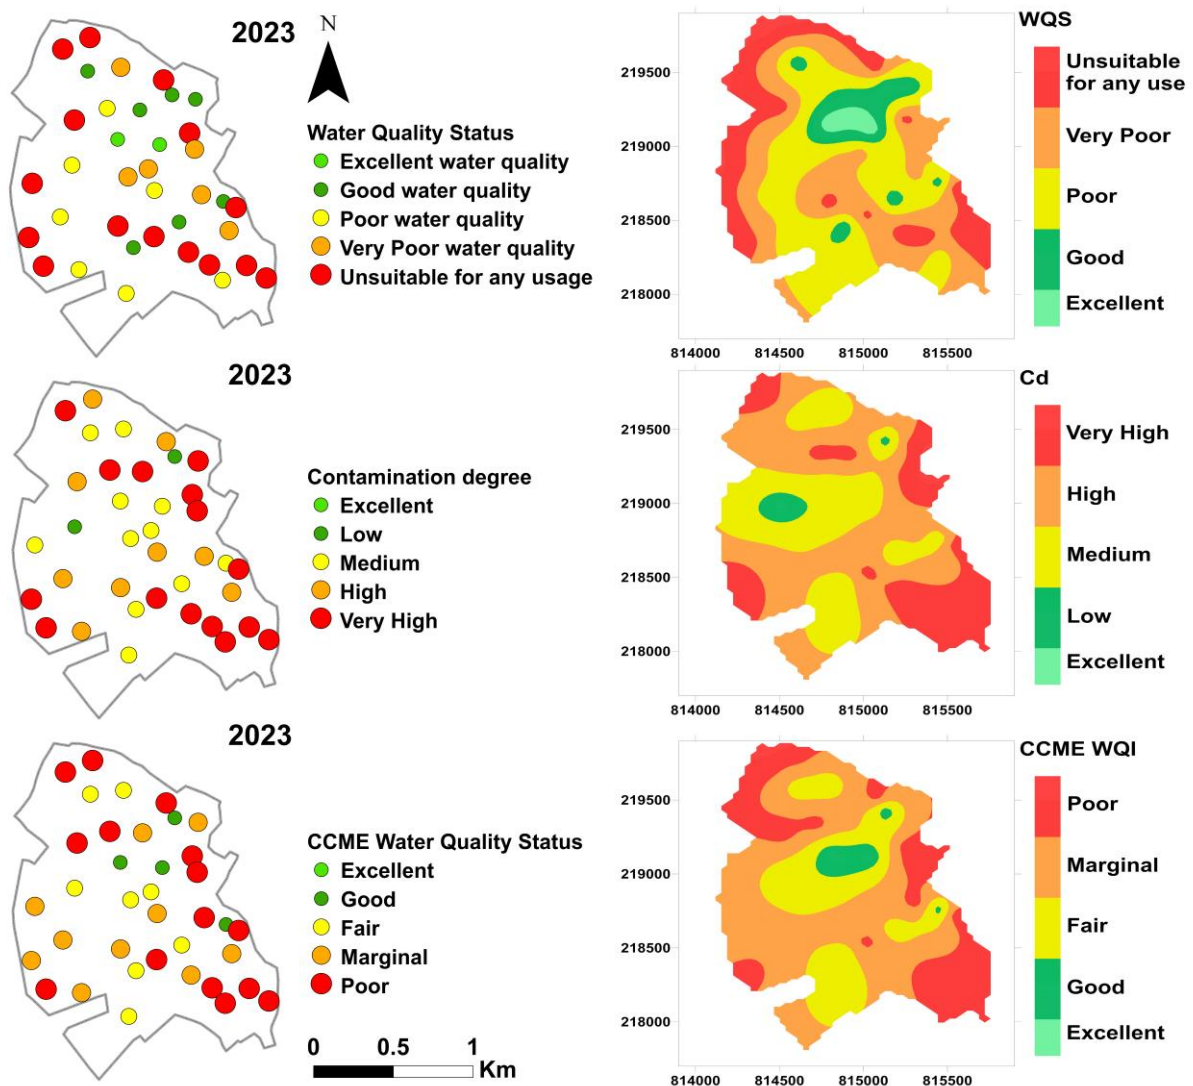 2023
N
Water Quality Status
Excellent water quality
Good water quality
Poor water quality
Very Poor water quality
Unsuitable for any usage
WQS
Unsuitable
for any use
Very Poor
Poor
Good
Excellent
219500
219000
218500
218000
814000 814500 815000 815500
2023
Contamination degree
Excellent
Low
Medium
High
Very High
Cd
Very High
High
Medium
Low
Excellent
219500
219000
218500
218000
814000 814500 815000 815500
2023
CCME Water Quality Status
Excellent
Good
Fair
Marginal
Poor
0 0.5 1
Km
CCME WQI
Poor
Marginal
Fair
Good
Excellent
219500
219000
218500
218000
814000 814500 815000 815500